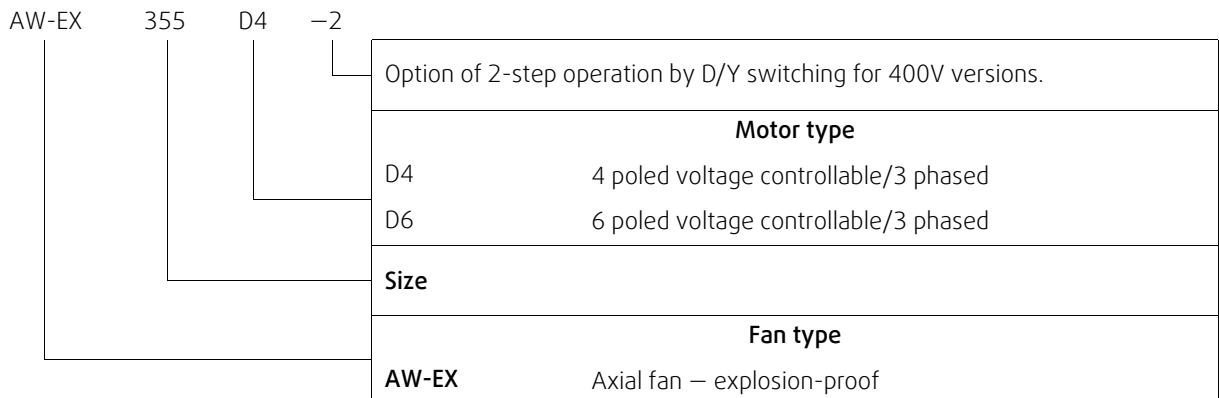 AW-EX 355 D4 –2
Option of 2-step operation by D/Y switching for 400V versions.
Motor type
D4 4 poled voltage controllable/3 phased
D6 6 poled voltage controllable/3 phased
Size
Fan type
AW-EX Axial fan – explosion-proof